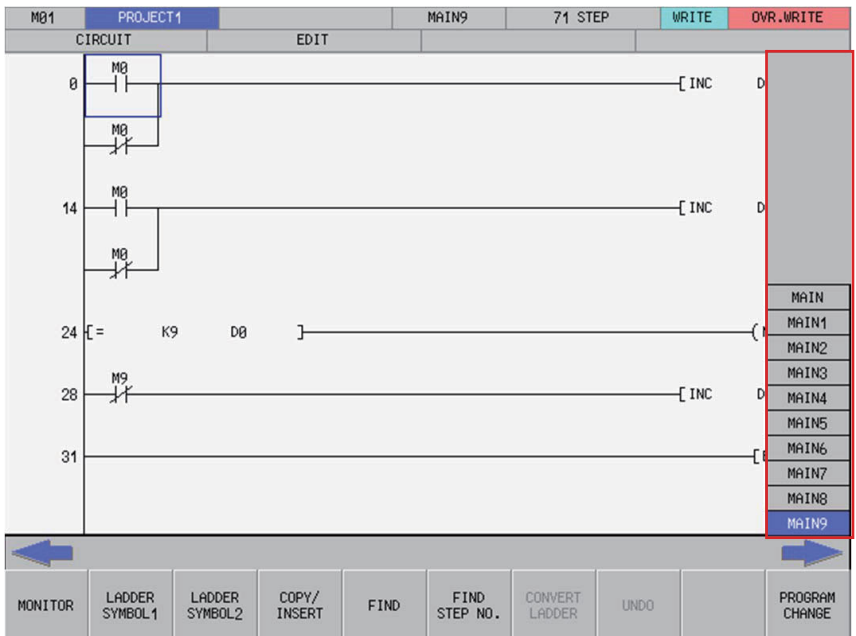 M01 PROJECT1 MAIN9 71 STEP WRITE OVR.WRITE
CIRCUIT EDIT
M0
0 [ INC D
M0
M0
14 [ INC D
M0
MAIN
MAIN1
24 [= K9 D0 ] (
MAIN2
M9
MAIN3
28 [ INC D
MAIN4
MAIN5
MAIN6
31 [
MAIN7
MAIN8
MAIN9
MONITOR
LADDER
SYMBOL1
LADDER
SYMBOL2
COPY/
INSERT
FIND
FIND
STEP NO.
CONVERT
LADDER
UNDO
PROGRAM
CHANGE